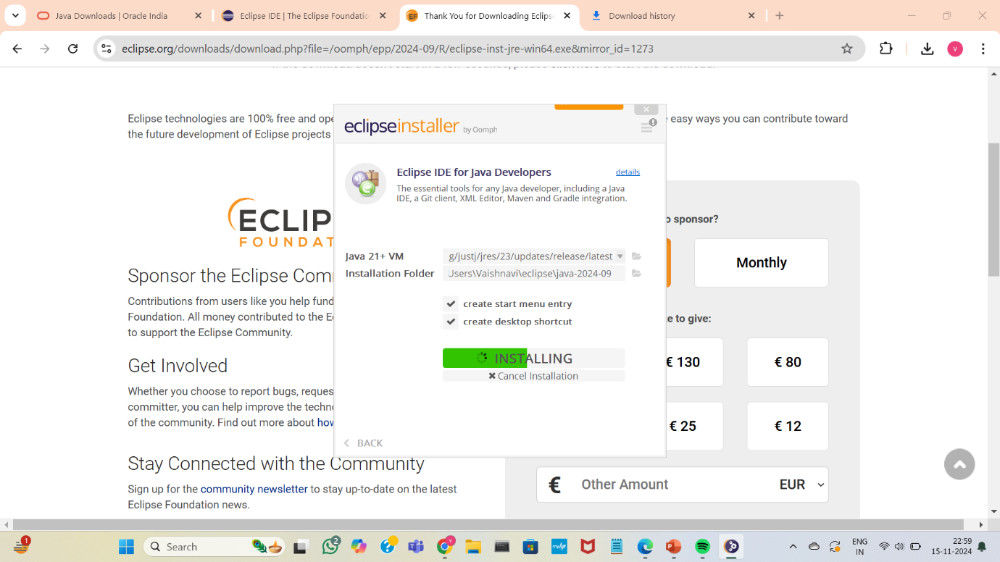 Java Downloads | Oracle India
Eclipse IDE | The Eclipse Foundatio
Thank You for Downloading Eclips
Download history
eclipse.org/downloads/download.php?file=/oomph/epp/2024-09/R/eclipse-inst-jre-win64.exe&mirror_id=1273
V
Eclipse technologies are 100% free and ope
e easy ways you can contribute toward
the future development of Eclipse projects
eclipseinstaller by Oomph
Eclipse IDE for Java Developers
details
The essential tools for any Java developer, including a Java
IDE, a Git client, XML Editor, Maven and Gradle integration.
ECLIP
FOUNDAT
o sponsor?
Monthly
Java 21+ VM
g/justj/jres/23/updates/release/latest
Installation Folder
Users\Vaishnavi\eclipse\java-2024-09
create start menu entry
create desktop shortcut
INSTALLING
Cancel Installation
BACK
Sponsor the Eclipse Com
Contributions from users like you help fund
Foundation. All money contributed to the E
to support the Eclipse Community.
e to give:
€ 130
€ 80
€ 25
€ 12
Get Involved
Whether you choose to report bugs, reques
committer, you can help improve the techno
of the community. Find out more about how
Stay Connected with the Community
Sign up for the community newsletter to stay up-to-date on the latest
Eclipse Foundation news.
€ Other Amount EUR
1
Search
2
V
myhp
ENG
IN
22:59
15-11-2024